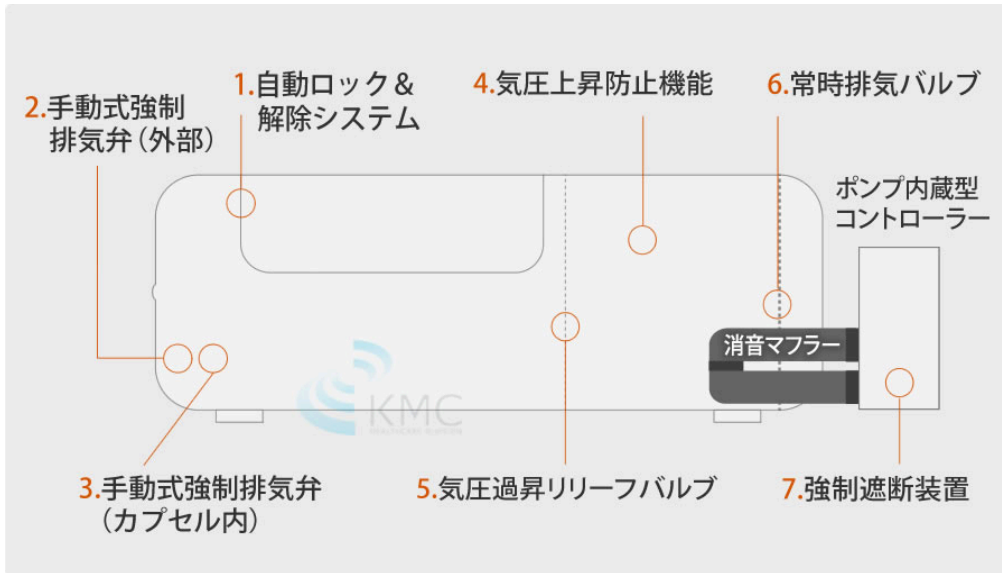 1.自動ロック＆
解除システム
2.手動式強制
排気弁（外部）
3.手動式強制排気弁
（カプセル内）
4.気圧上昇防止機能
5.気圧過昇リリーフバルブ
6.常時排気バルブ
ポンプ内蔵型
コントローラー
消音マフラー
7.強制遮断装置
KMC